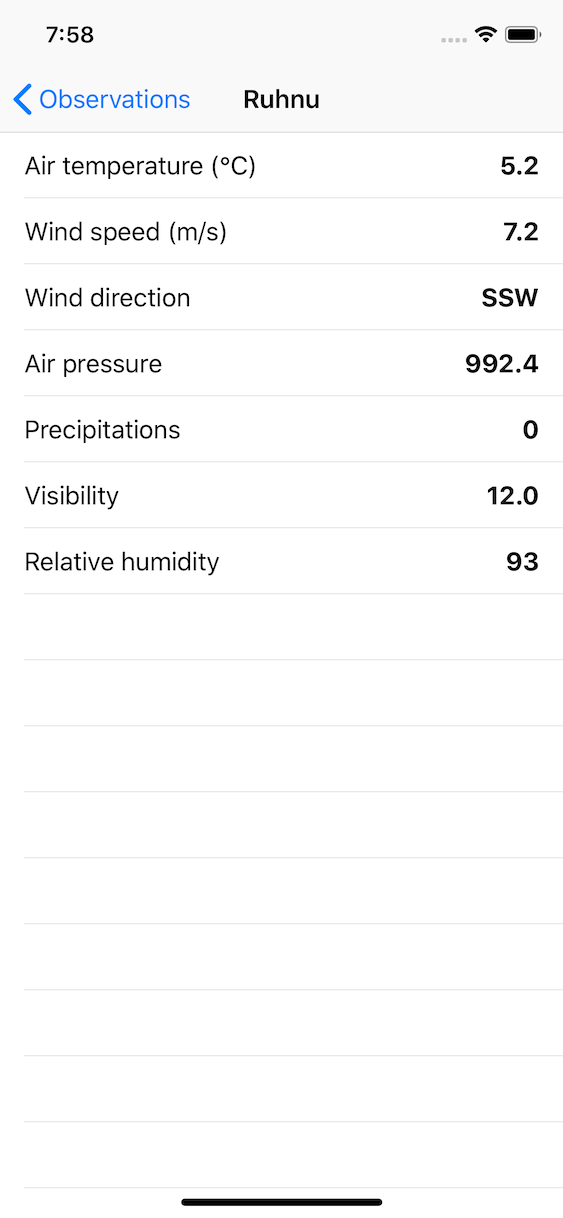 7:58
Observations Ruhnu
Air temperature (°C) 5.2
Wind speed (m/s) 7.2
Wind direction SSW
Air pressure 992.4
Precipitations 0
Visibility 12.0
Relative humidity 93